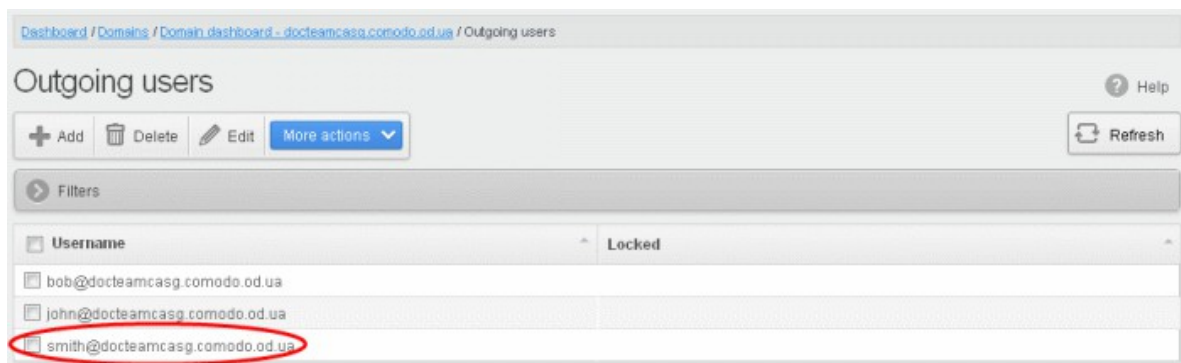 Dashboard / Domains / Domain dashboard - docteamcasg.comodo.od.ua / Outgoing users
Outgoing users
Help
Add Delete Edit More actions
Refresh
Filters
Username Locked
bob@docteamcasg.comodo.od.ua
john@docteamcasg.comodo.od.ua
smith@docteamcasg.comodo.od.ua